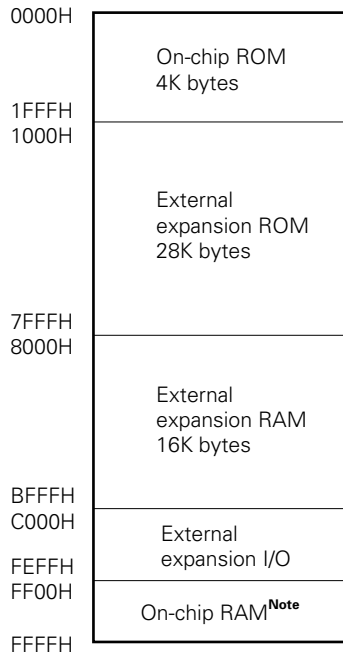 0000H
On-chip ROM
4K bytes
1FFFH
1000H
External
expansion ROM
28K bytes
7FFFH
8000H
External
expansion RAM
16K bytes
BFFFH
C000H
External
expansion I/O
FEFFH
FF00H
On-chip RAMNote
FFFFH